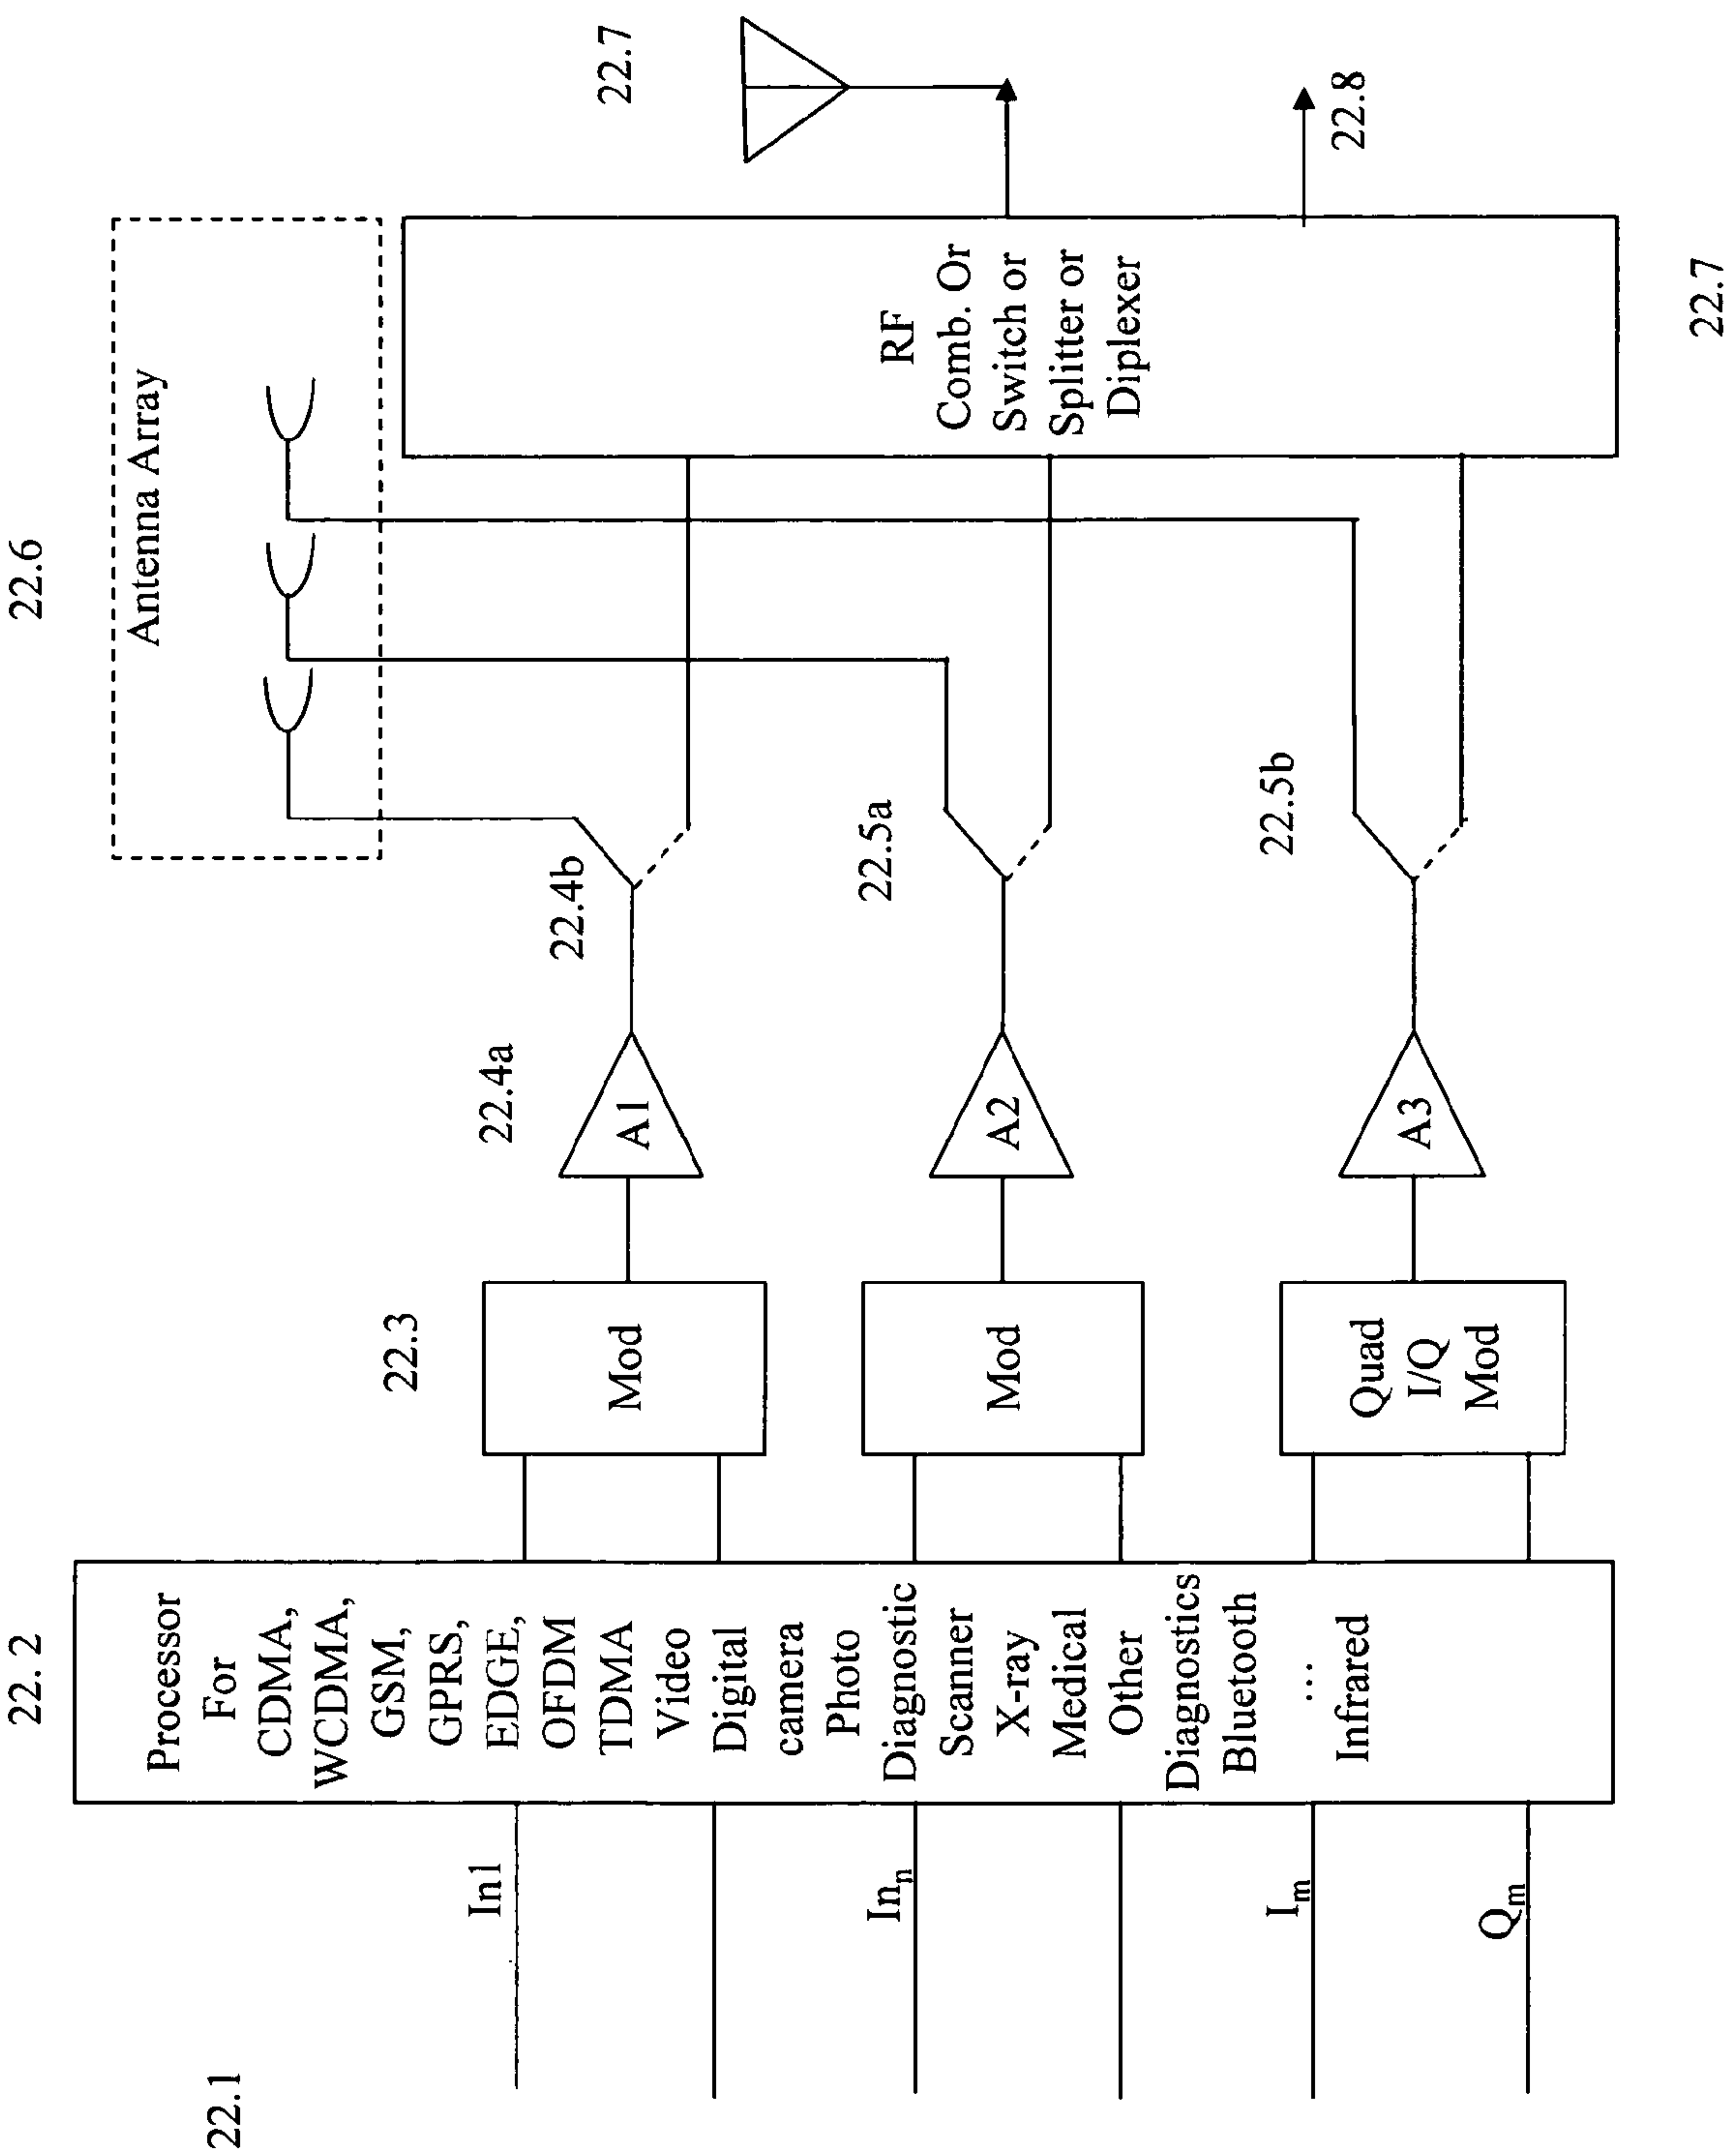 22.1
In1
In_n
I_m
Q_m
22.2
Processor
For
CDMA,
WCDMA,
GSM,
GPRS,
EDGE,
OFDM
TDMA
Video
Digital
camera
Photo
Diagnostic
Scanner
X-ray
Medical
Other
Diagnostics
Bluetooth
...
Infrared
22.3
Mod
Mod
Quad
I/Q
Mod
22.4a
A1
A2
A3
22.4b
22.5a
22.5b
22.6
Antenna Array
RF
Comb. Or
Switch or
Splitter or
Diplexer
22.7
22.7
22.8